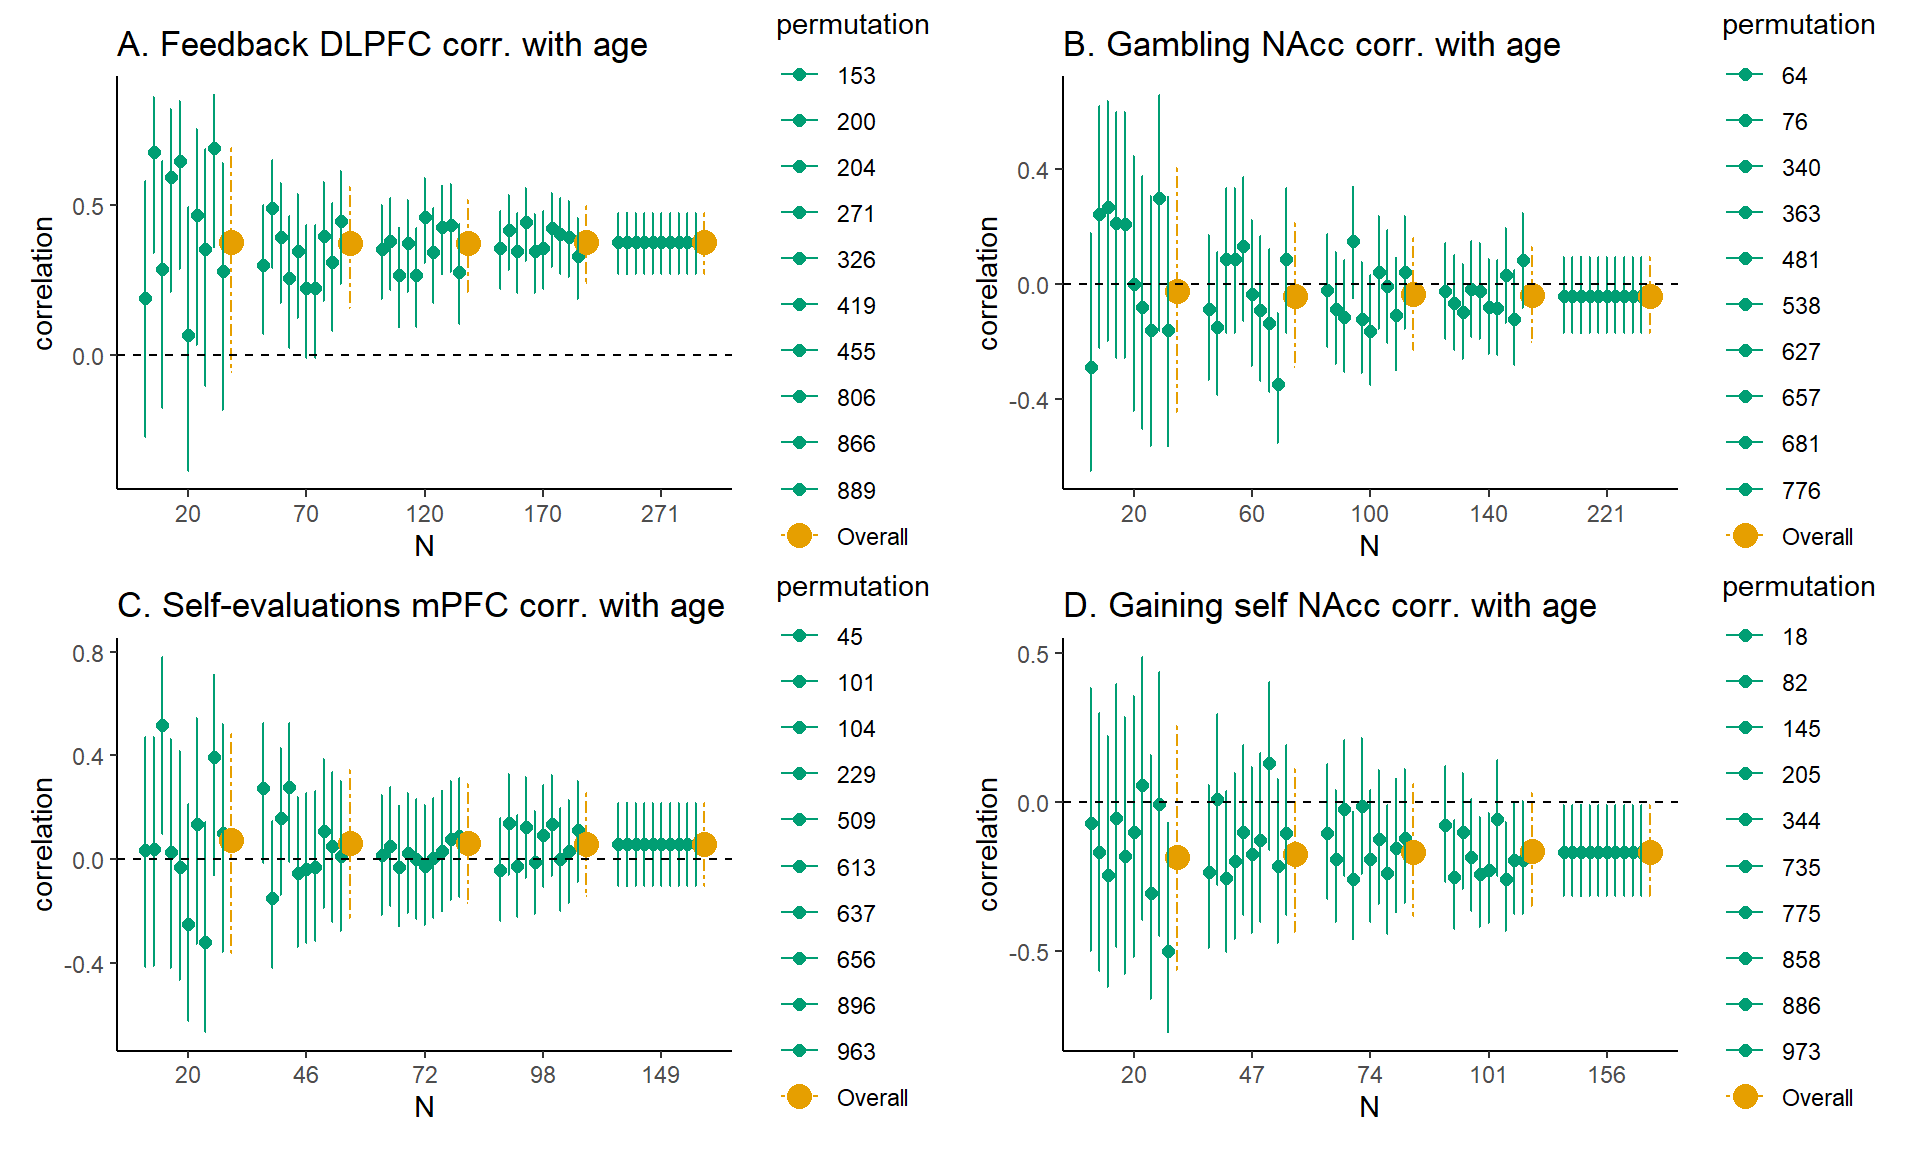 A. Feedback DLPFC corr. with age
correlation
0.5
0.0
20 70 120 170 271
N
permutation
153
200
204
271
326
419
455
806
866
889
Overall
B. Gambling NAcc corr. with age
correlation
0.4
0.0
-0.4
20 60 100 140 221
N
permutation
64
76
340
363
481
538
627
657
681
776
Overall
C. Self-evaluations mPFC corr. with age
correlation
0.8
0.4
0.0
-0.4
20 46 72 98 149
N
permutation
45
101
104
229
509
613
637
656
896
963
Overall
D. Gaining self NAcc corr. with age
correlation
0.5
0.0
-0.5
20 47 74 101 156
N
permutation
18
82
145
205
344
735
775
858
886
973
Overall